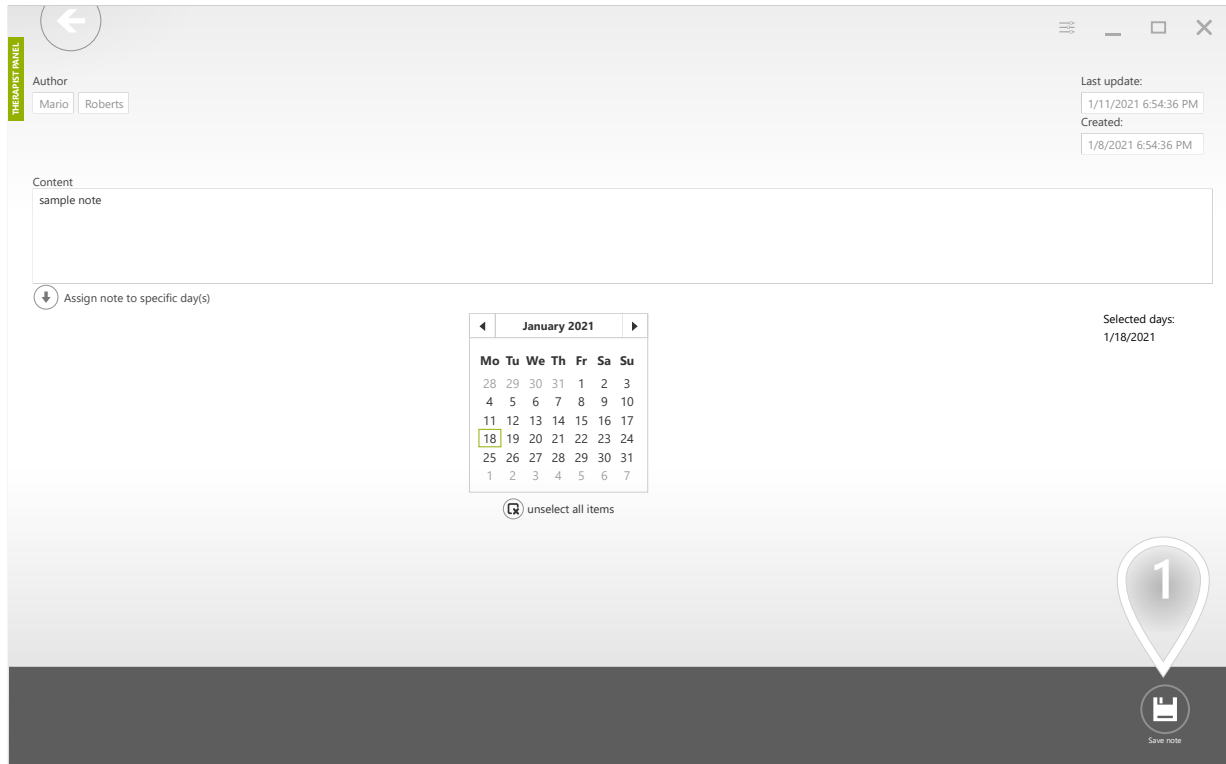 THERAPIST PANEL
Author
Mario Roberts
Last update:
1/11/2021 6:54:36 PM
Created:
1/8/2021 6:54:36 PM
Content
sample note
Assign note to specific day(s)
January 2021
Mo Tu We Th Fr Sa Su
28 29 30 31 1 2 3
4 5 6 7 8 9 10
11 12 13 14 15 16 17
18 19 20 21 22 23 24
25 26 27 28 29 30 31
1 2 3 4 5 6 7
unselect all items
Selected days:
1/18/2021
1
Save note